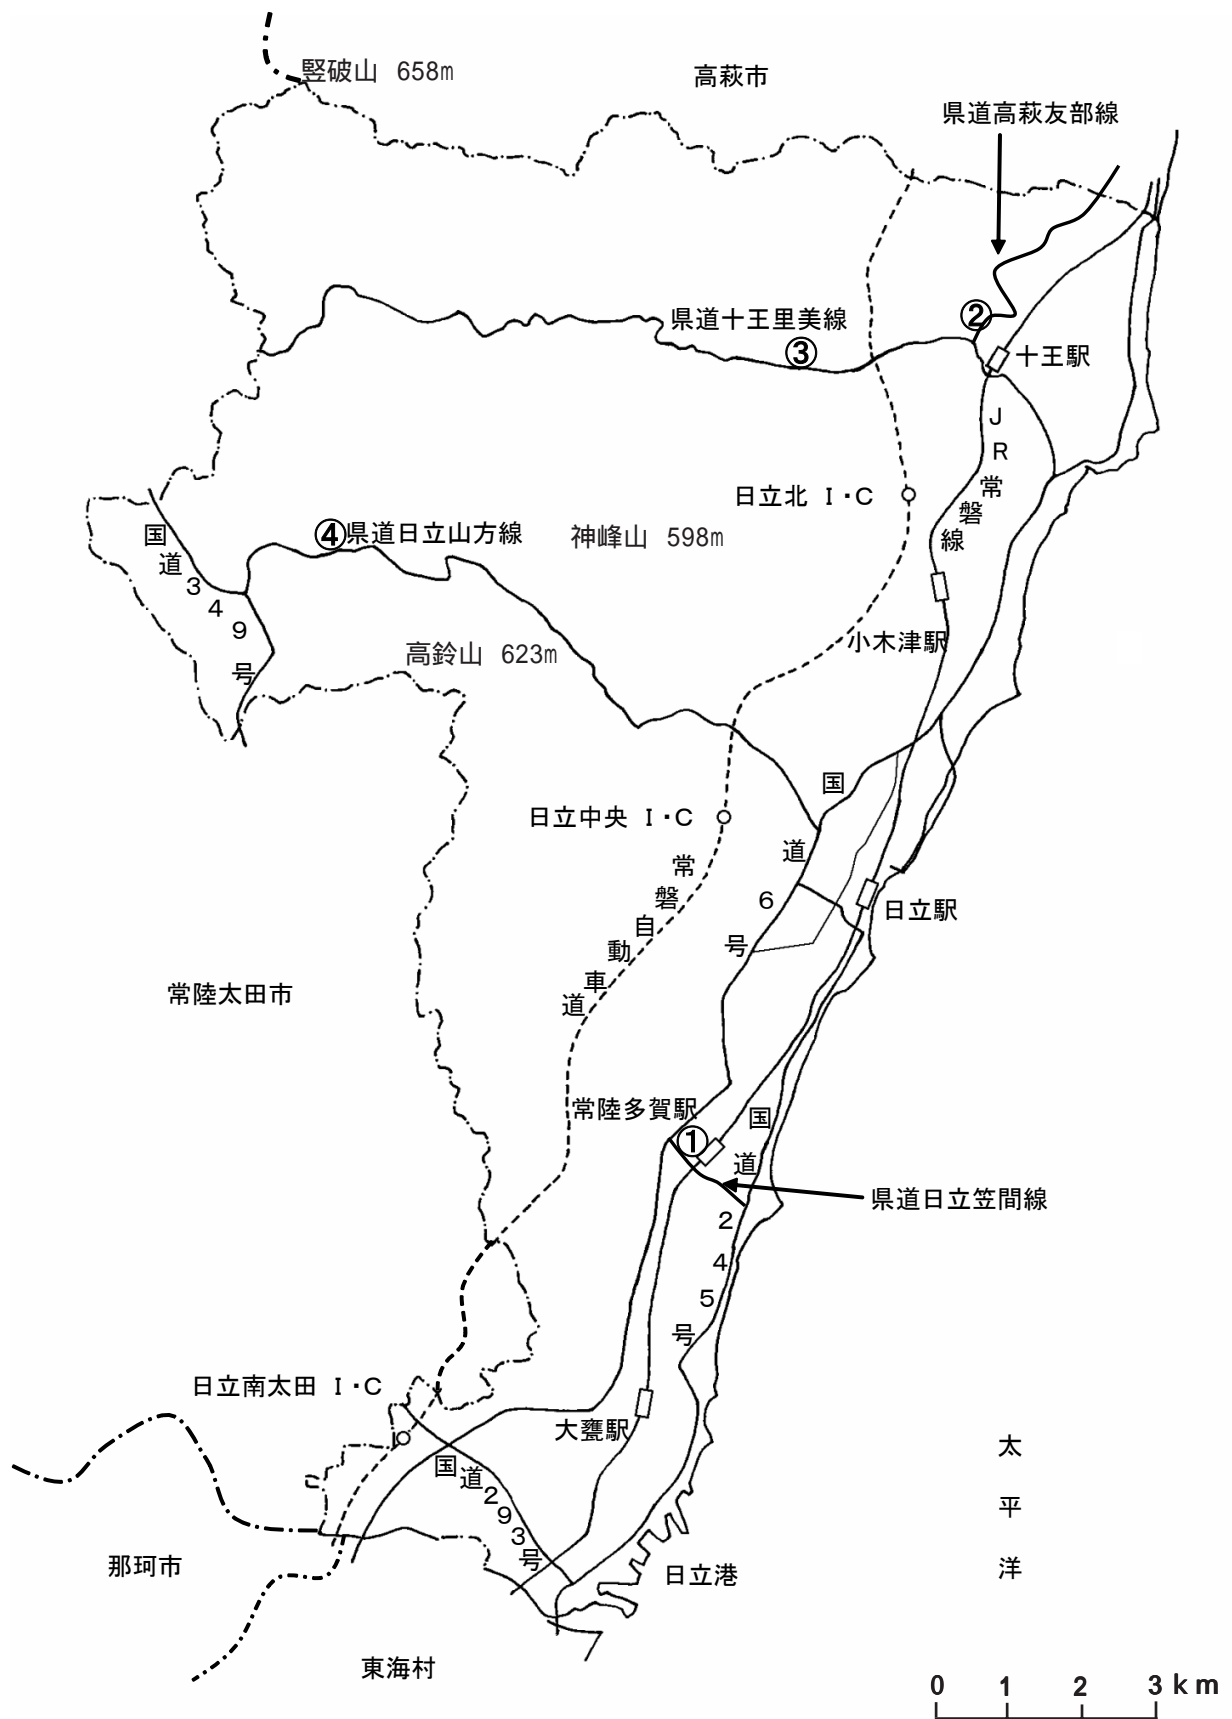 竪破山 658m
高萩市
県道高萩友部線
②
県道十王里美線
③
十王駅
JR常磐線
日立北 I・C
④県道日立山方線
神峰山 598m
国道349号
小木津駅
高鈴山 623m
日立中央 I・C
国道6号
常磐自動車道
日立駅
常陸太田市
常陸多賀駅
①
国道245号
県道日立笠間線
日立南太田 I・C
大甕駅
国道293号
太平洋
那珂市
日立港
東海村
0 1 2 3 km